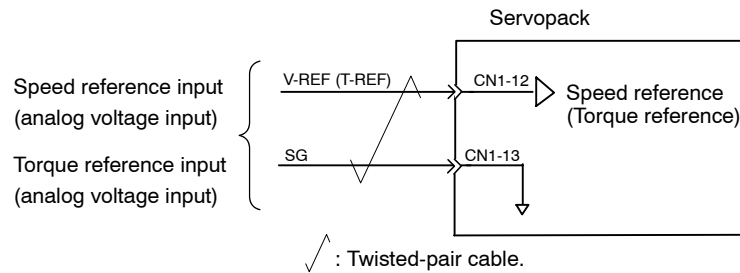 Servopack
Speed reference input
(analog voltage input)
Torque reference input
(analog voltage input)
V-REF (T-REF)
CN1-12
Speed reference
(Torque reference)
SG
CN1-13
: Twisted-pair cable.